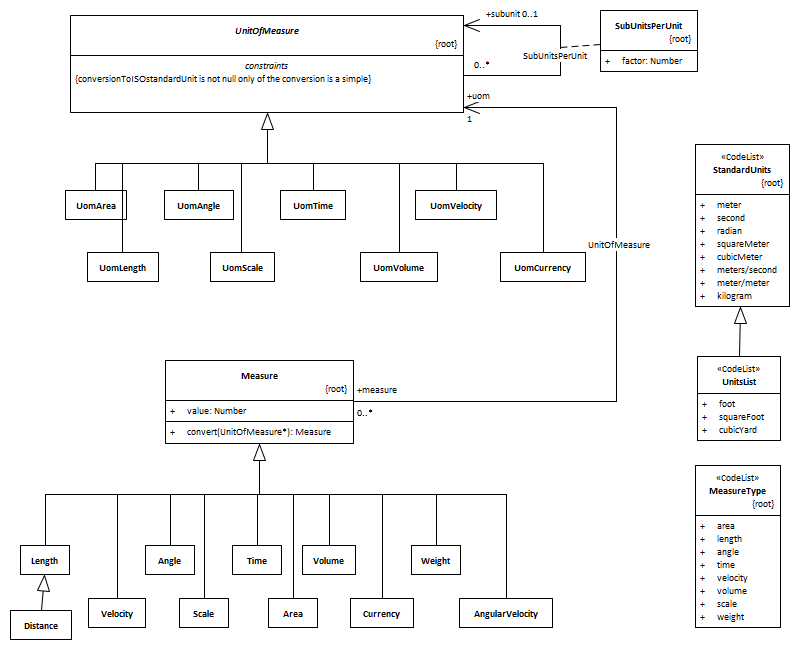 UnitOfMeasure
{root}
constraints
{conversionToISOstandardUnit is not null only of the conversion is a simple}
+subunit 0..1
0..*
SubUnitsPerUnit
SubUnitsPerUnit
{root}
+ factor: Number
+uom
1
UomArea
UomAngle
UomTime
UomVelocity
UomLength
UomScale
UomVolume
UomCurrency
UnitOfMeasure
«CodeList»
StandardUnits
{root}
+ meter
+ second
+ radian
+ squareMeter
+ cubicMeter
+ meters/second
+ meter/meter
+ kilogram
Measure
{root}
+ value: Number
+ convert(UnitOfMeasure*): Measure
+measure
0..*
«CodeList»
UnitsList
+ foot
+ squareFoot
+ cubicYard
«CodeList»
MeasureType
{root}
+ area
+ length
+ angle
+ time
+ velocity
+ volume
+ scale
+ weight
Length
Angle
Time
Volume
Weight
Distance
Velocity
Scale
Area
Currency
AngularVelocity